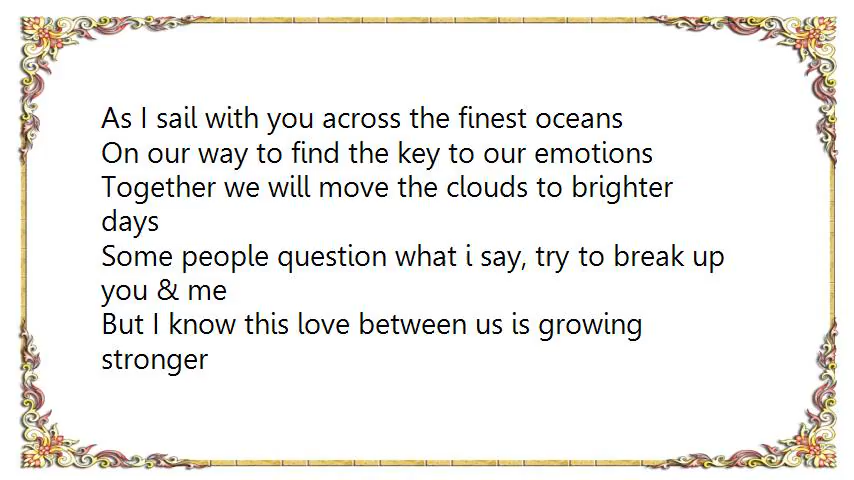 As I sail with you across the finest oceans
On our way to find the key to our emotions
Together we will move the clouds to brighter
days
Some people question what i say, try to break up
you & me
But I know this love between us is growing
stronger